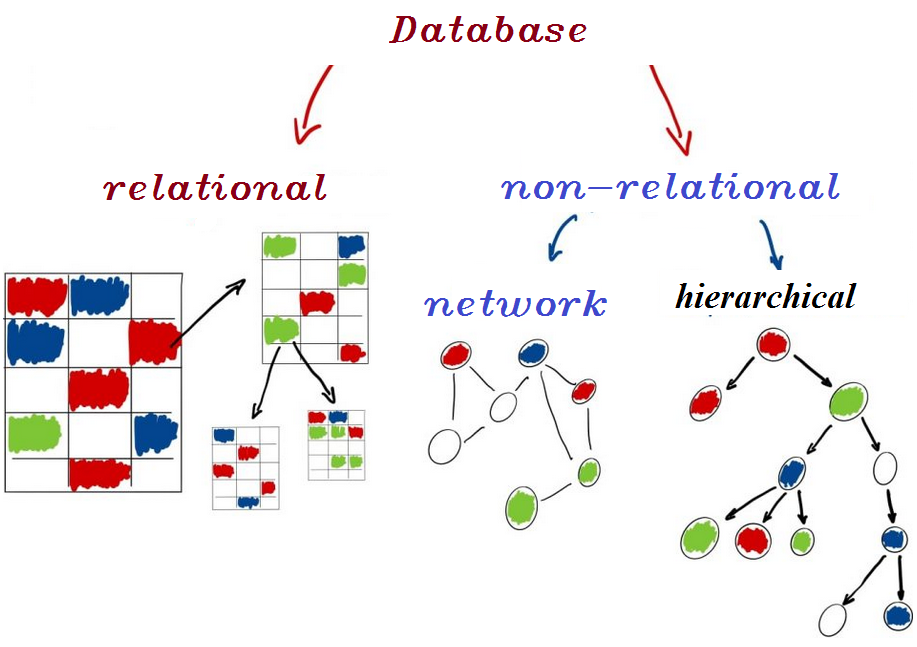 Database
relational
non-relational
network
hierarchical